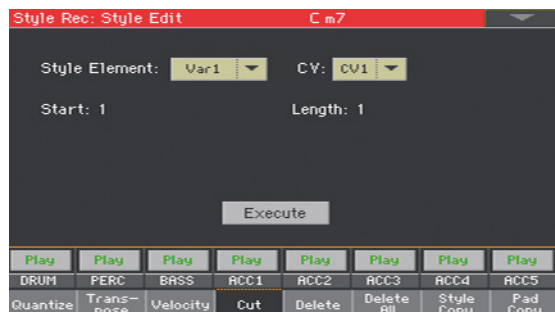 Style Rec: Style Edit C m7
Style Element: Var1 CV: CV1
Start: 1 Length: 1
Execute
Play Play Play Play Play Play Play Play
DRUM PERC BASS ACC1 ACC2 ACC3 ACC4 ACC5
Quantize Trans-pose Velocity Cut Delete Delete All Style Copy Pad Copy